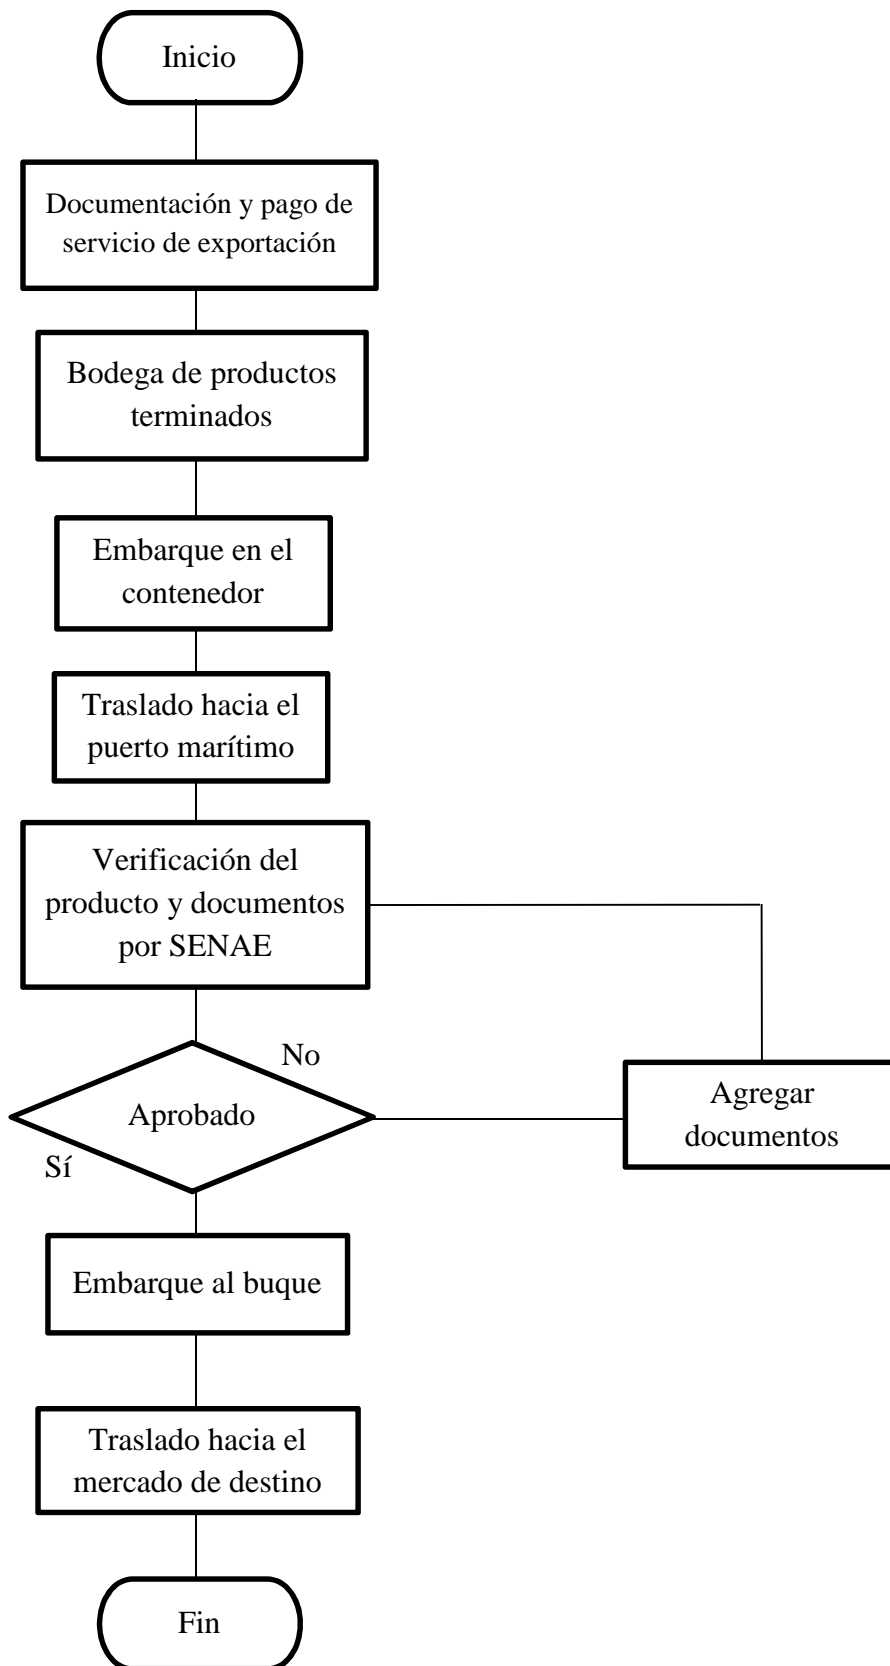 Inicio
Documentación y pago de
servicio de exportación
Bodega de productos
terminados
Embarque en el
contenedor
Traslado hacia el
puerto marítimo
Verificación del
producto y documentos
por SENAE
No
Aprobado
Agregar
documentos
Sí
Embarque al buque
Traslado hacia el
mercado de destino
Fin